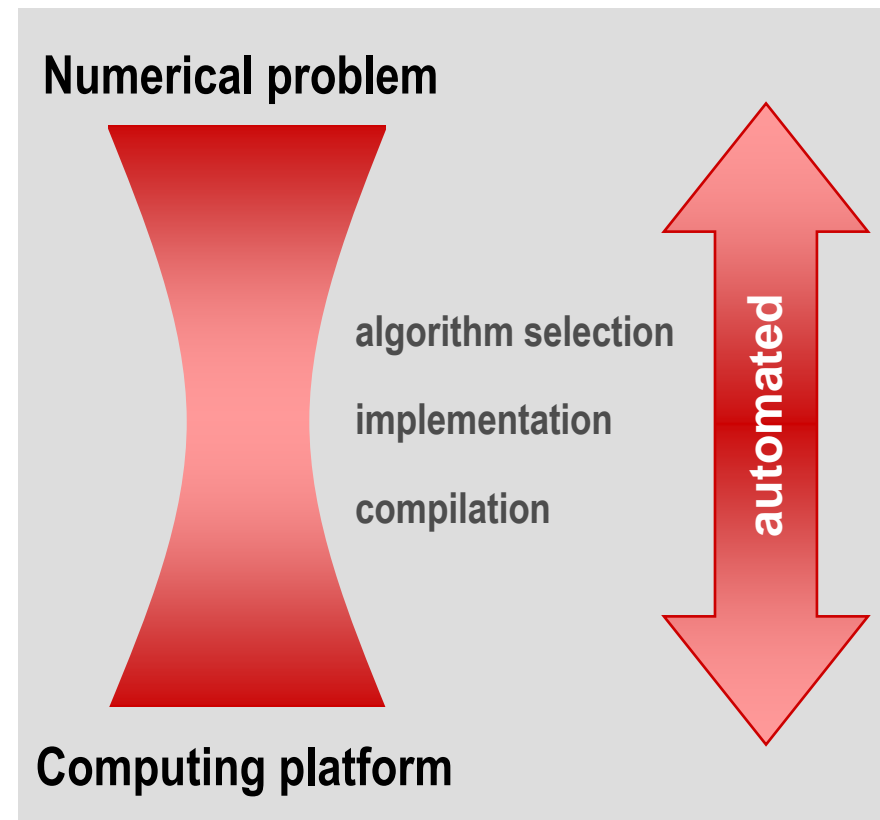 Numerical problem
algorithm selection
implementation
compilation
automated
Computing platform